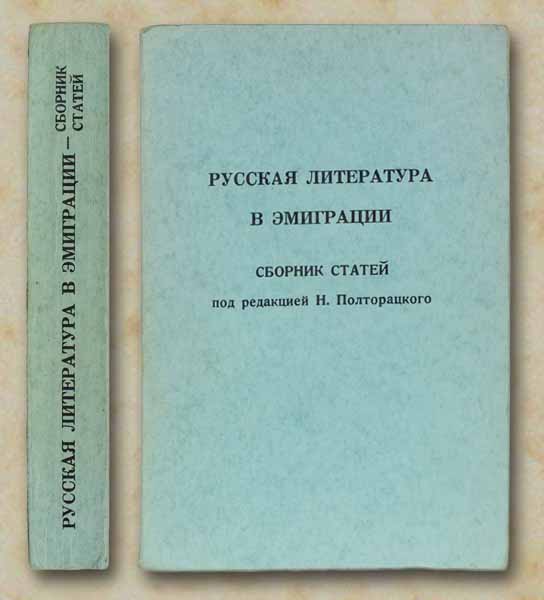 РУССКАЯ ЛИТЕРАТУРА В ЭМИГРАЦИИ — СБОРНИК
СТАТЕЙ
РУССКАЯ ЛИТЕРАТУРА
В ЭМИГРАЦИИ
СБОРНИК СТАТЕЙ
под редакцией Н. Полторацкого